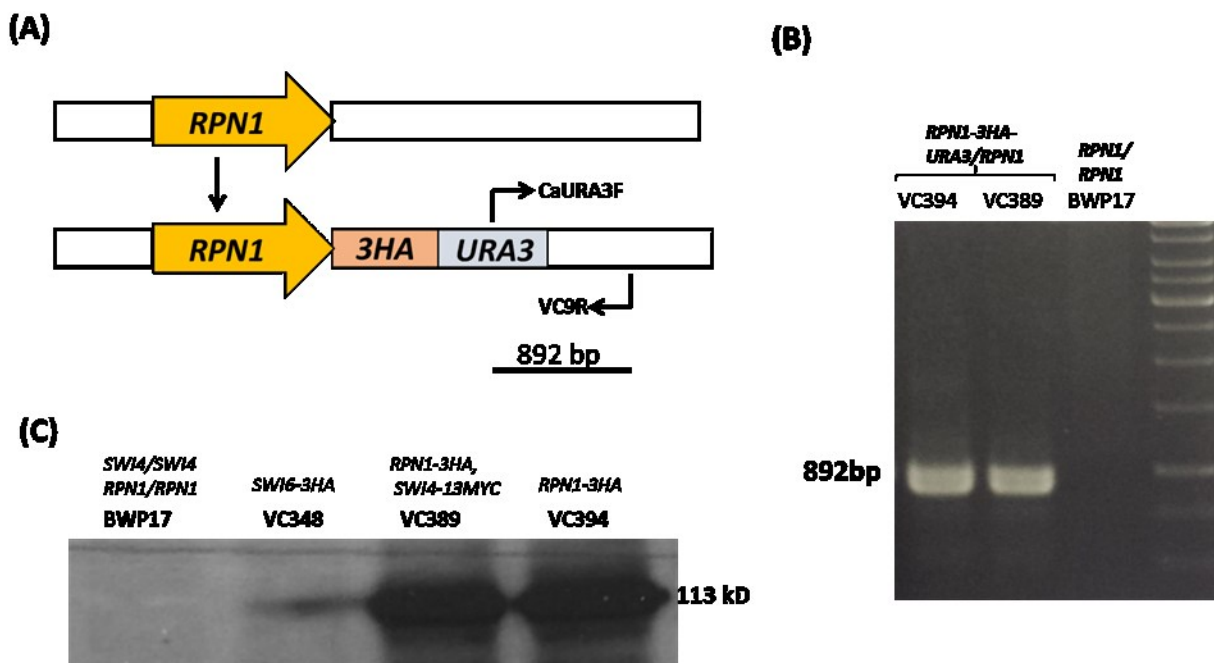 (A)
RPN1
CaURA3F
RPN1 3HA URA3
VC9R
892 bp
(B)
RPN1-3HA-
URA3/RPN1
RPN1/
RPN1
VC394 VC389 BWP17
892bp
(C)
SWI4/SWI4
RPN1/RPN1
BWP17
SWI6-3HA
VC348
RPN1-3HA,
SWI4-13MYC
VC389
RPN1-3HA
VC394
113 kD